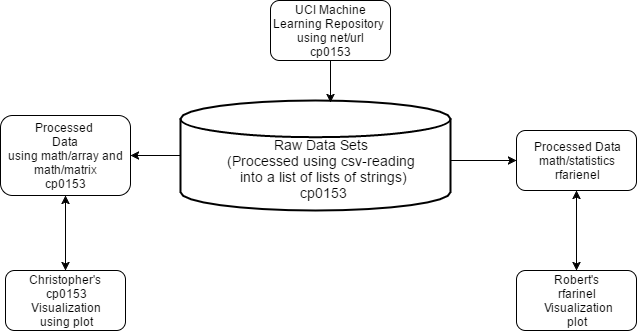 UCI Machine
Learning Repository
using net/url
cp0153
Raw Data Sets
(Processed using csv-reading
into a list of lists of strings)
cp0153
Processed
Data
using math/array and
math/matrix
cp0153
Processed Data
math/statistics
rfarienel
Christopher's
cp0153
Visualization
using plot
Robert's
rfarinel
Visualization
plot